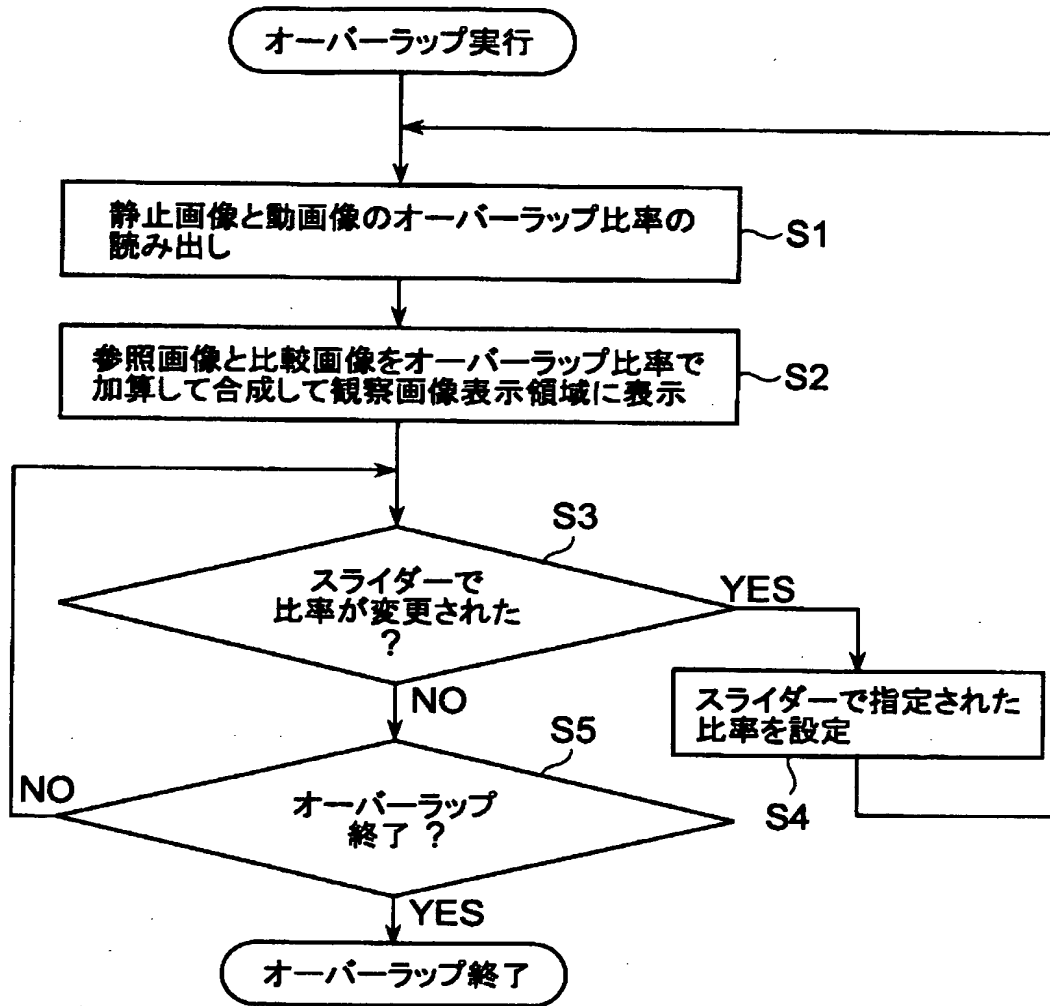 オーバーラップ実行
静止画像と動画像のオーバーラップ比率の
読み出し
S1
参照画像と比較画像をオーバーラップ比率で
加算して合成して観察画像表示領域に表示
S2
S3
スライダーで
比率が変更された
?
YES
NO
スライダーで指定された
比率を設定
S4
S5
オーバーラップ
終了 ?
NO
YES
オーバーラップ終了